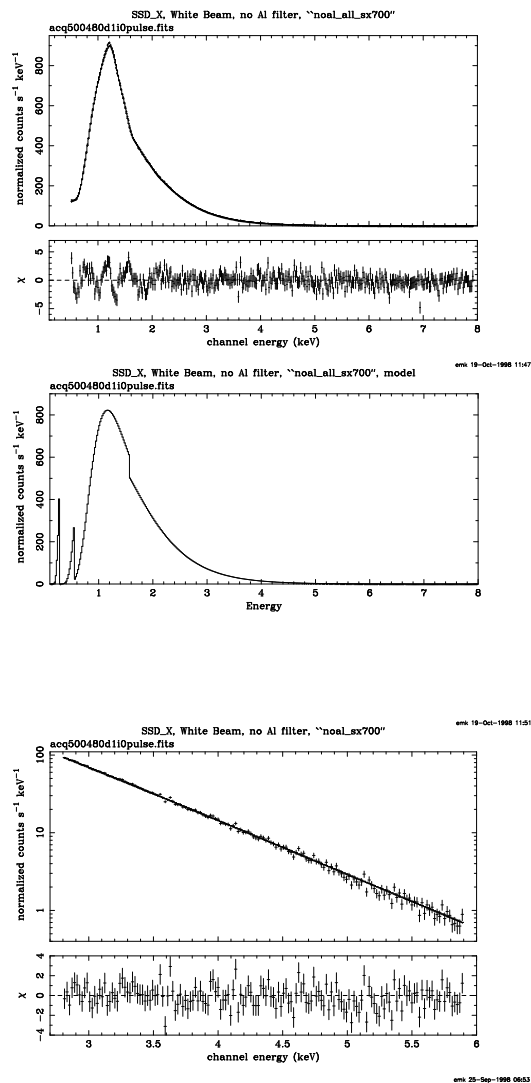 SSD_X, White Beam, no Al filter, ``noal_all_sx700''
acq500480d1i0pulse.fits
normalized counts s⁻¹ keV⁻¹
800
600
400
200
0
5
0
−5
χ
1 2 3 4 5 6 7 8
channel energy (keV)
emk 19−Oct−1998 11:47
SSD_X, White Beam, no Al filter, ``noal_all_sx700'', model
acq500480d1i0pulse.fits
normalized counts s⁻¹ keV⁻¹
800
600
400
200
0
1 2 3 4 5 6 7 8
Energy
emk 19−Oct−1998 11:51
SSD_X, White Beam, no Al filter, ``noal_sx700''
acq500480d1i0pulse.fits
normalized counts s⁻¹ keV⁻¹
100
10
1
4
2
0
−2
−4
χ
3 3.5 4 4.5 5 5.5 6
channel energy (keV)
emk 25−Sep−1998 06:53